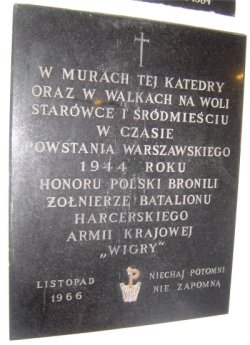 W MURACH TEJ KATEDRY
ORAZ W WALKACH NA WOLI
STARÓWCE I ŚRÓDMIEŚCIU
W CZASIE
POWSTANIA WARSZAWSKIEGO
1944 ROKU
HONORU POLSKI BRONILI
ŻOŁNIERZE BATALIONU
HARCERSKIEGO
ARMII KRAJOWEJ
„WIGRY”
LISTOPAD
1966
NIECHAJ POTOMNI
NIE ZAPOMNĄ